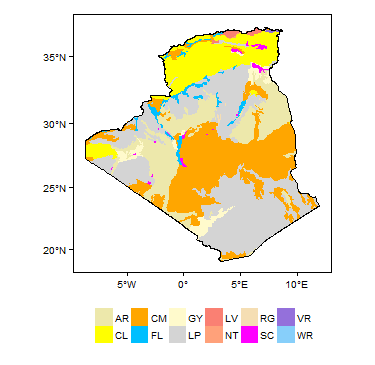 35°N
30°N
25°N
20°N
5°W 0° 5°E 10°E
AR CM GY LV RG VR
CL FL LP NT SC WR